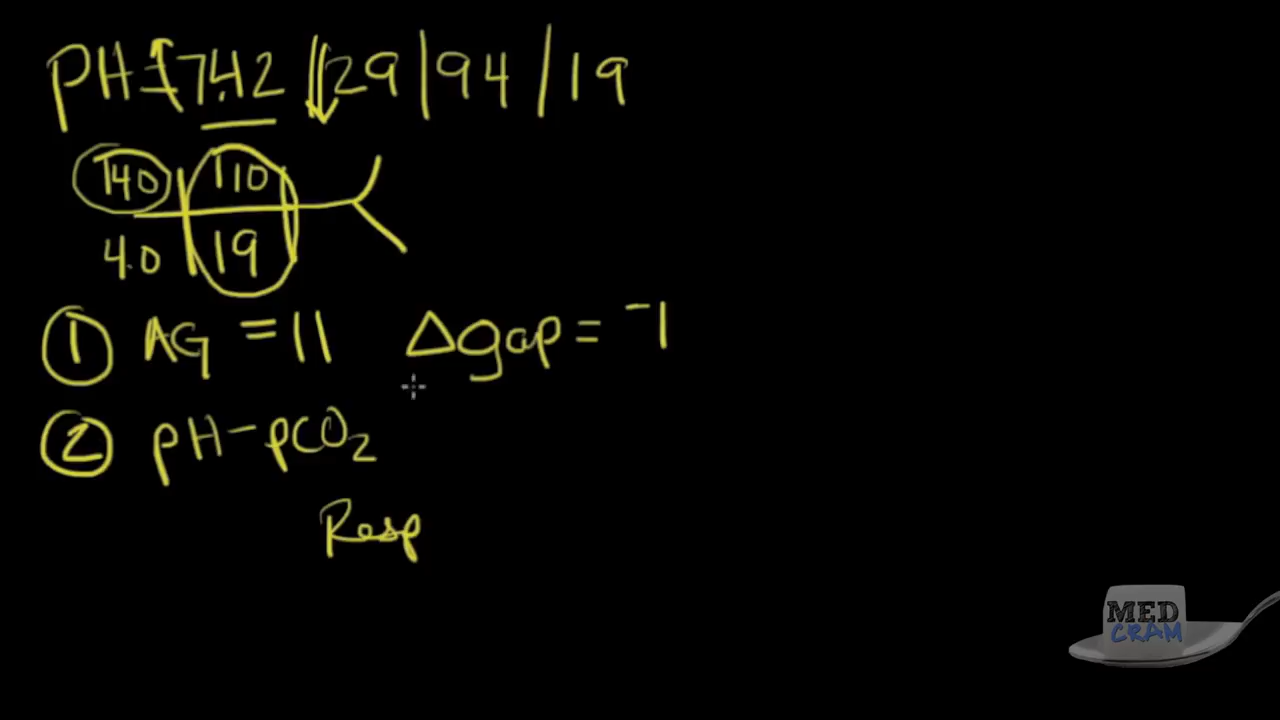 pH=7.42 | 29 | 94 / 19
140 110
4.0 19
① AG = 11 Δgap = -1
② pH-pCO₂
Resp
MED
CRAM